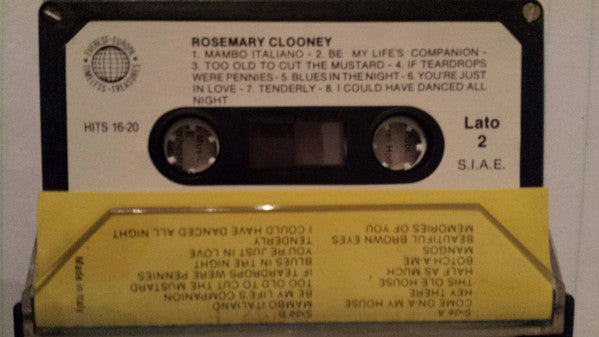 EVEREST-EUROPA
TIMELESS-TREASURES
ROSEMARY CLOONEY
1. MAMBO ITALIANO - 2. BE MY LIFE'S COMPANION -
3. TOO OLD TO CUT THE MUSTARD - 4. IF TEARDROPS
WERE PENNIES - 5. BLUES IN THE NIGHT - 6. YOU'RE JUST
IN LOVE - 7. TENDERLY - 8. I COULD HAVE DANCED ALL
NIGHT
HITS 16-20
Lato
2
S.I.A.E.
Side A
COME ON A MY HOUSE
HEY THERE
THIS OLE HOUSE
HALF AS MUCH
BOTCH-A-ME
MANGOS
BEAUTIFUL BROWN EYES
MEMORIES OF YOU
Side B
MAMBO ITALIANO
BE MY LIFE'S COMPANION
TOO OLD TO CUT THE MUSTARD
IF TEARDROPS WERE PENNIES
BLUES IN THE NIGHT
YOU'RE JUST IN LOVE
TENDERLY
I COULD HAVE DANCED ALL NIGHT
Made in Italy